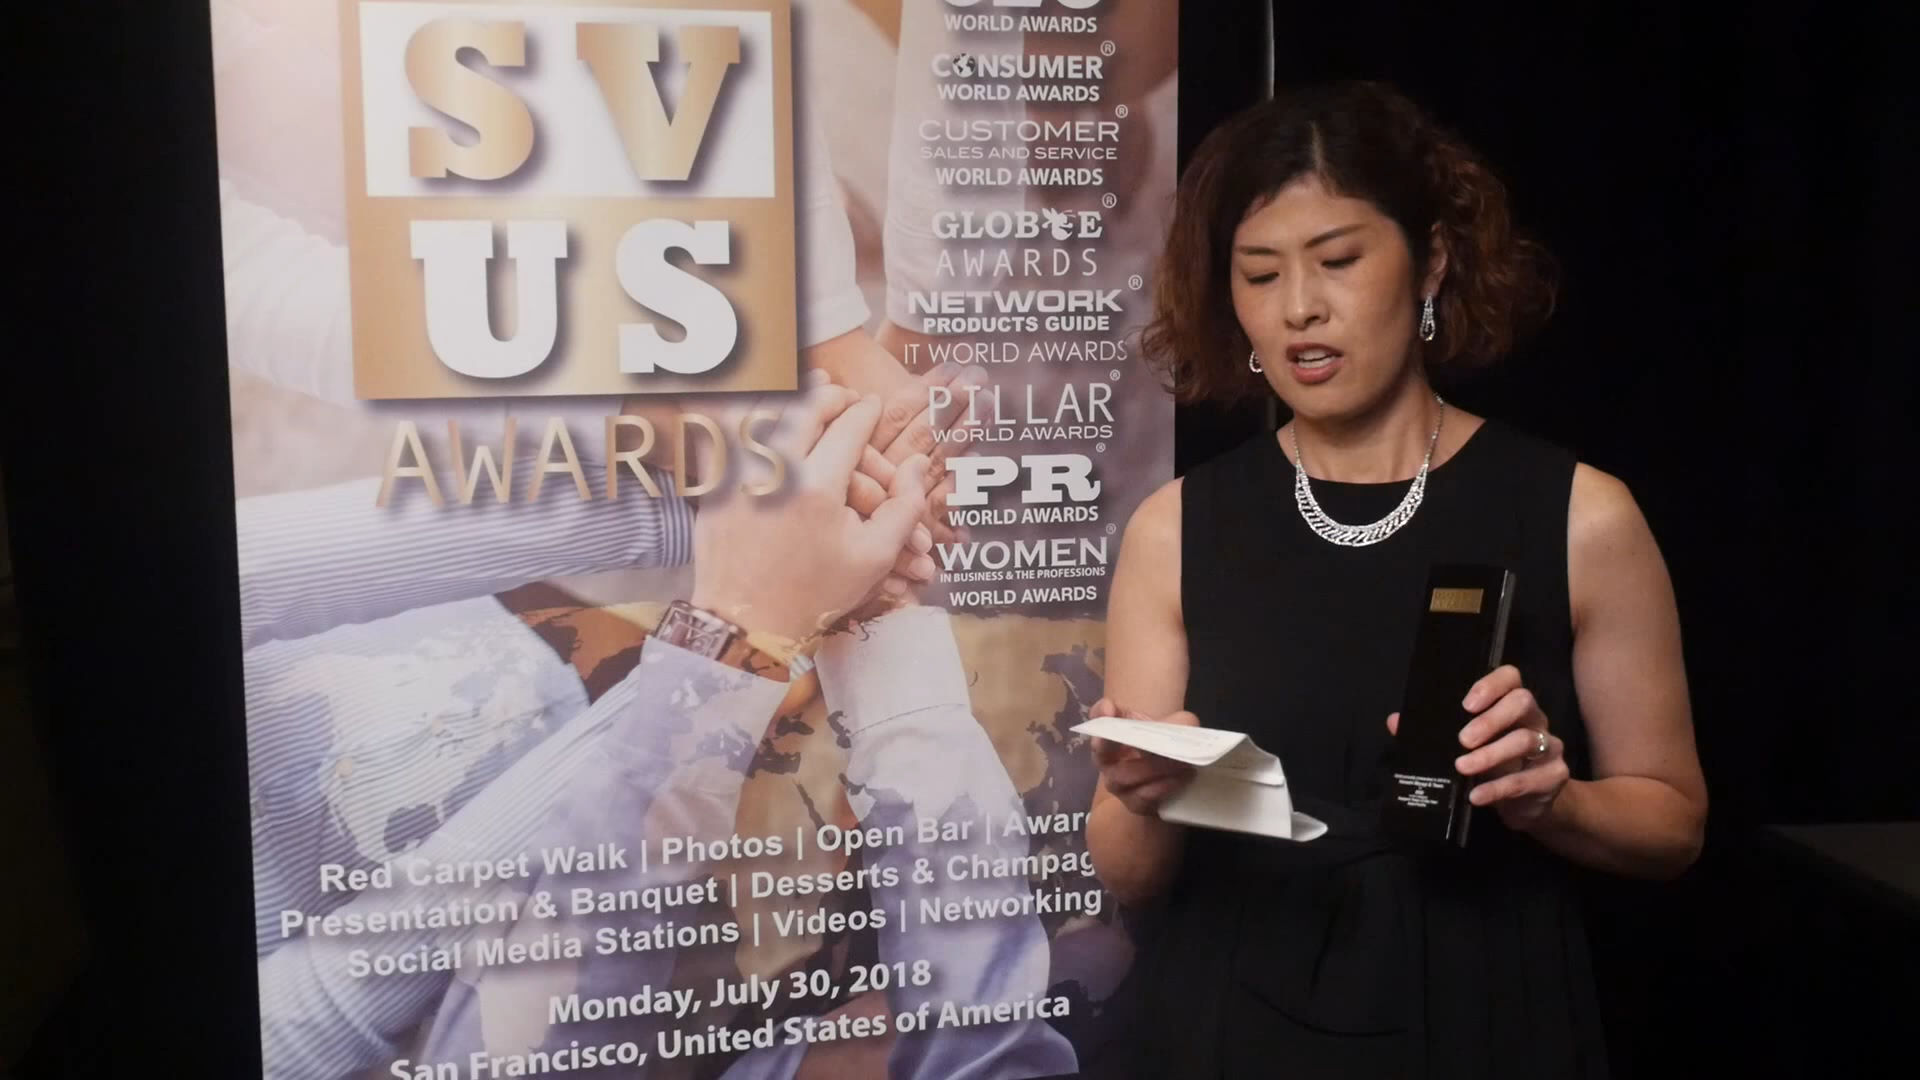 SV
US
AWARDS
WORLD AWARDS
CONSUMER®
WORLD AWARDS
CUSTOMER®
SALES AND SERVICE
WORLD AWARDS
GLOBEE®
AWARDS
NETWORK®
PRODUCTS GUIDE
IT WORLD AWARDS
PILLAR®
WORLD AWARDS
PR®
WORLD AWARDS
WOMEN®
IN BUSINESS & THE PROFESSIONS
WORLD AWARDS
Red Carpet Walk | Photos | Open Bar | Awar
Presentation & Banquet | Desserts & Champag
Social Media Stations | Videos | Networking
Monday, July 30, 2018
San Francisco, United States of America